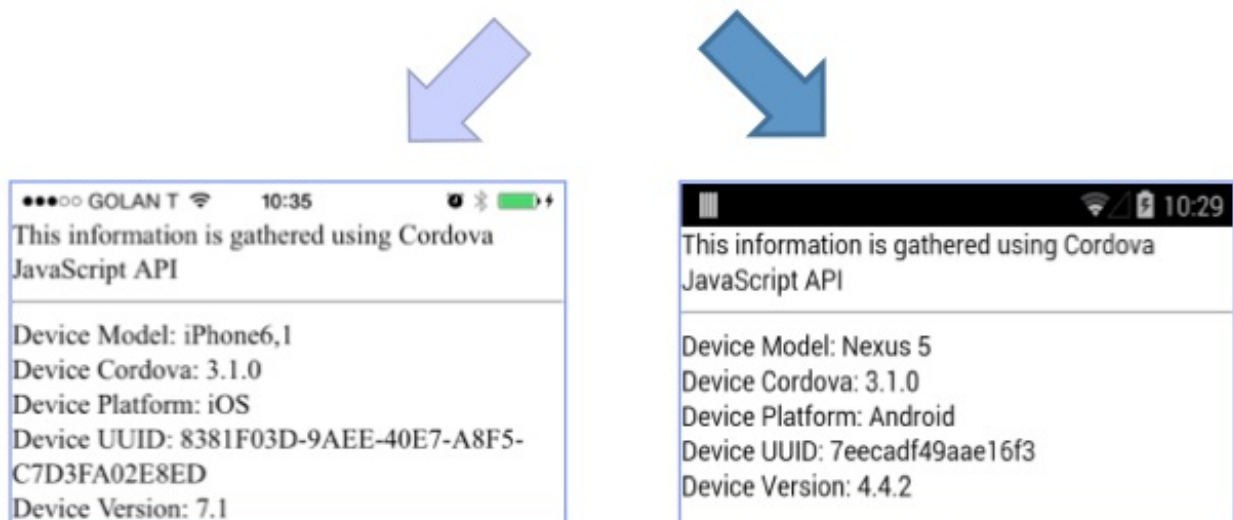 GOLAN T 10:35
This information is gathered using Cordova
JavaScript API
Device Model: iPhone6,1
Device Cordova: 3.1.0
Device Platform: iOS
Device UUID: 8381F03D-9AEE-40E7-A8F5-
C7D3FA02E8ED
Device Version: 7.1
10:29
This information is gathered using Cordova
JavaScript API
Device Model: Nexus 5
Device Cordova: 3.1.0
Device Platform: Android
Device UUID: 7eecadf49aae16f3
Device Version: 4.4.2